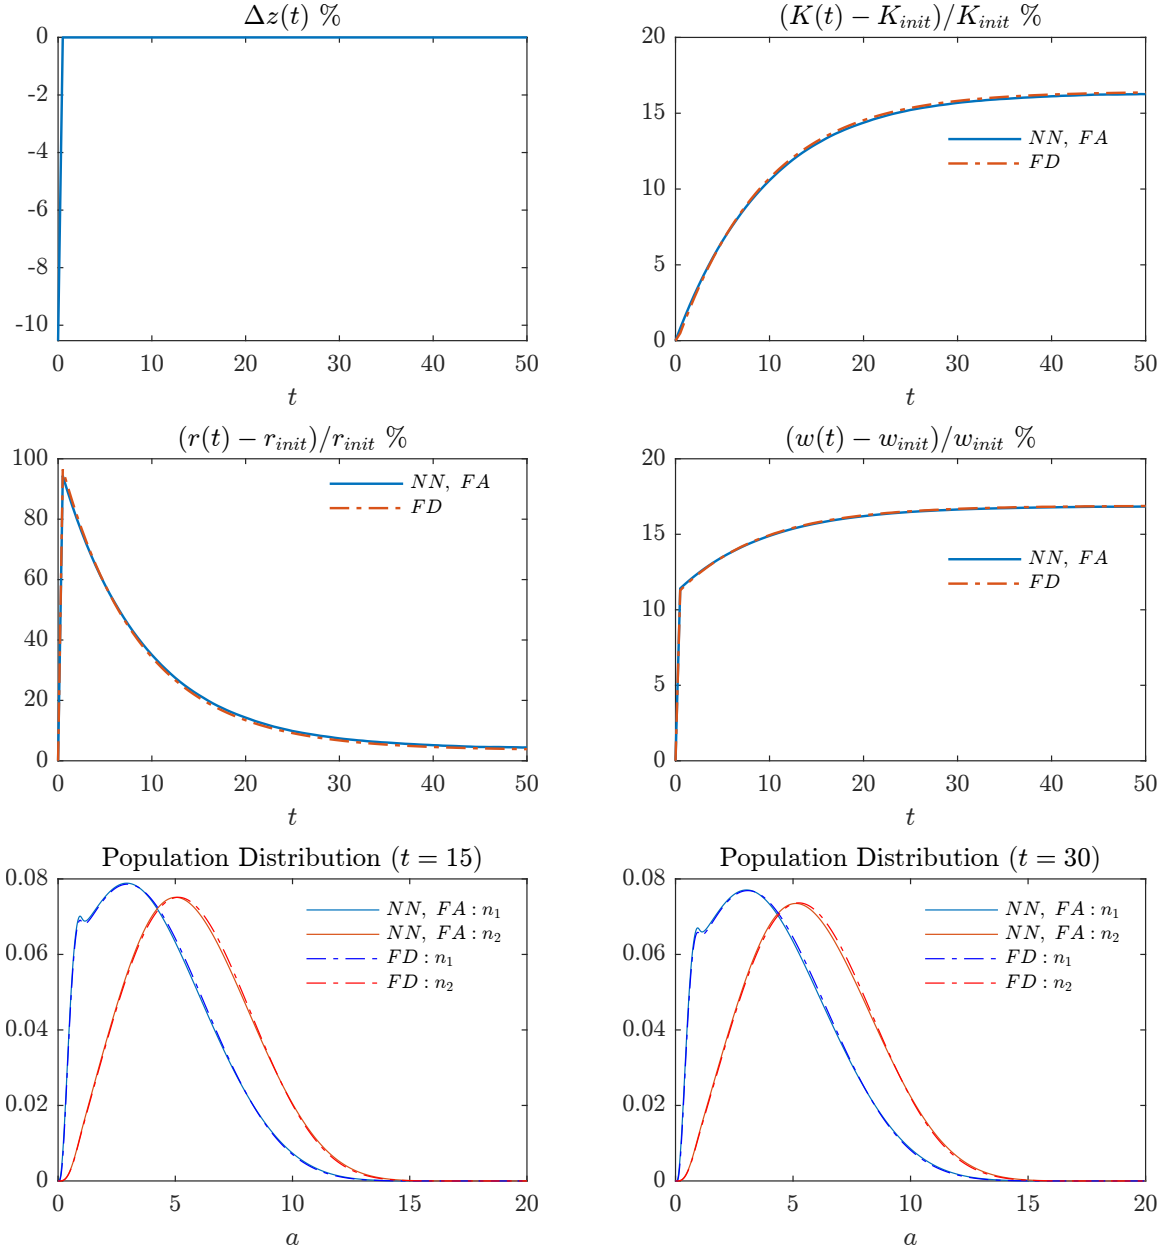 Δz(t) %
0
-2
-4
-6
-8
-10
0 10 20 30 40 50
t
(K(t) − K_init)/K_init %
20
15
10
5
0
NN, FA
FD
0 10 20 30 40 50
t
(r(t) − r_init)/r_init %
100
80
60
40
20
0
NN, FA
FD
0 10 20 30 40 50
t
(w(t) − w_init)/w_init %
20
15
10
5
0
NN, FA
FD
0 10 20 30 40 50
t
Population Distribution (t = 15)
0.08
0.06
0.04
0.02
0
NN, FA : n₁
NN, FA : n₂
FD : n₁
FD : n₂
0 5 10 15 20
a
Population Distribution (t = 30)
0.08
0.06
0.04
0.02
0
NN, FA : n₁
NN, FA : n₂
FD : n₁
FD : n₂
0 5 10 15 20
a